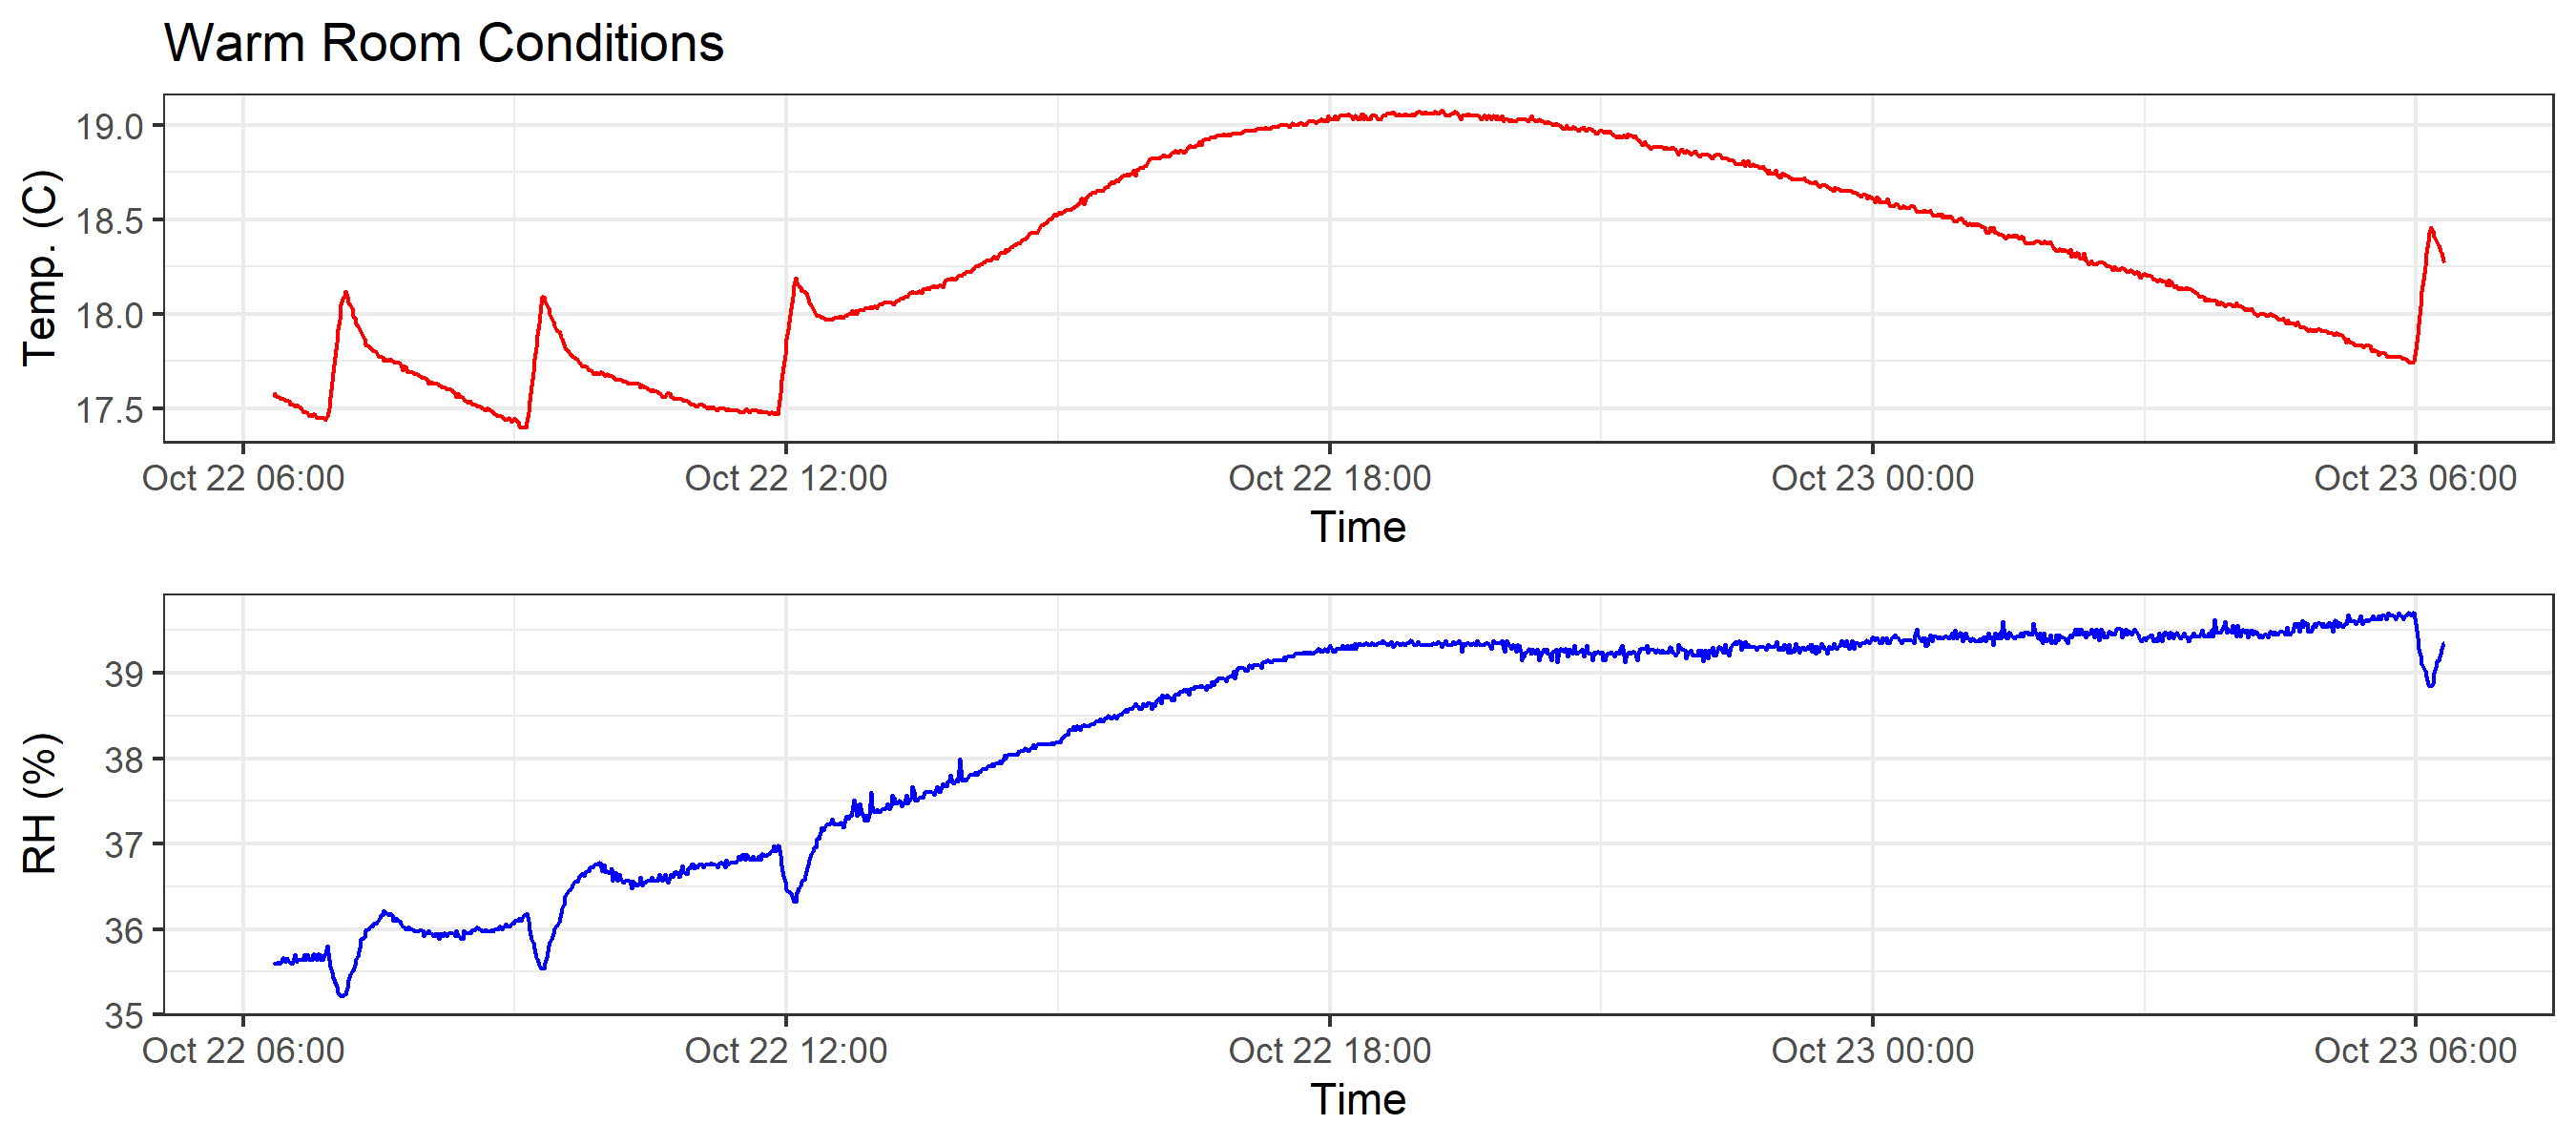 Warm Room Conditions
Temp. (C)
19.0
18.5
18.0
17.5
Oct 22 06:00 Oct 22 12:00 Oct 22 18:00 Oct 23 00:00 Oct 23 06:00
Time
RH (%)
39
38
37
36
35
Oct 22 06:00 Oct 22 12:00 Oct 22 18:00 Oct 23 00:00 Oct 23 06:00
Time